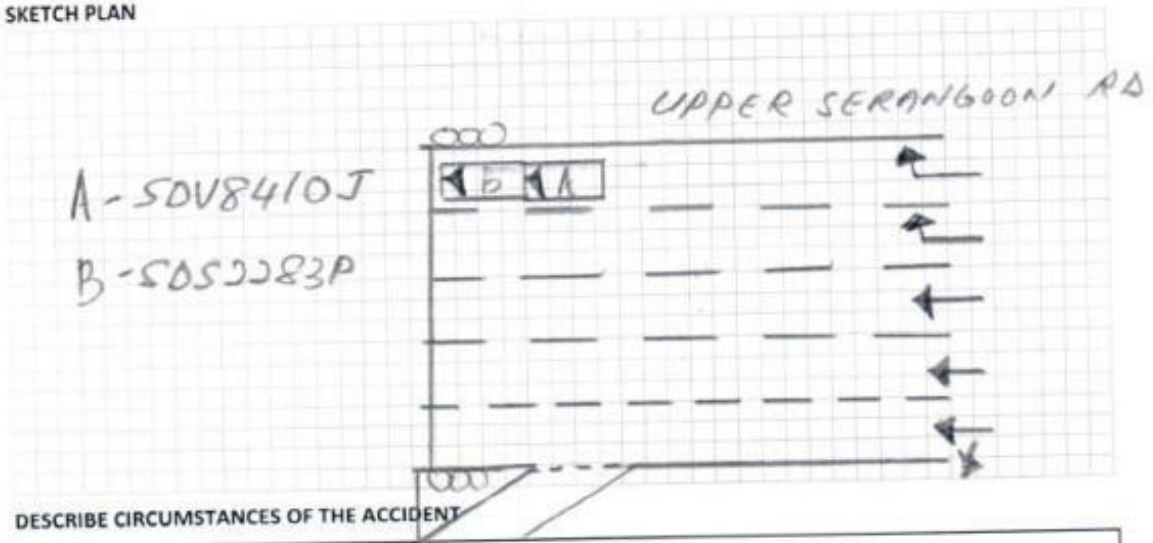 SKETCH PLAN
UPPER SERANGOON RD
A - SDV8410J
B A
B - SDS2283P
DESCRIBE CIRCUMSTANCES OF THE ACCIDENT